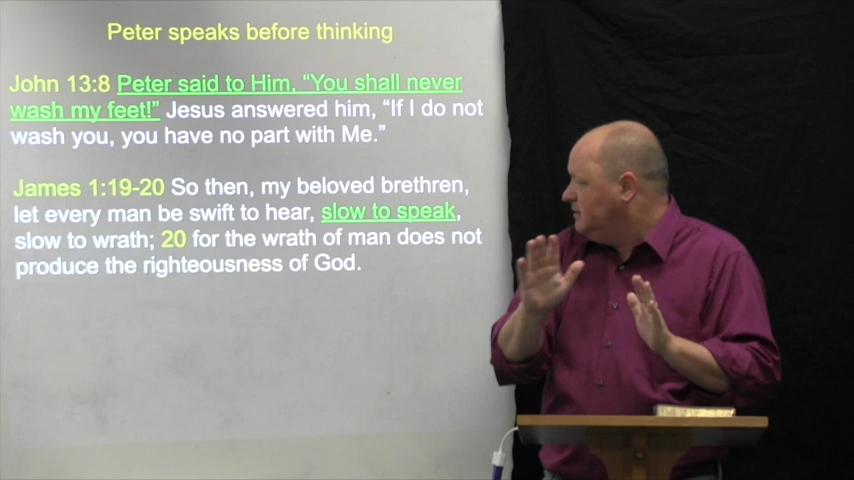 Peter speaks before thinking
John 13:8 Peter said to Him, “You shall never
wash my feet!” Jesus answered him, “If I do not
wash you, you have no part with Me.”
James 1:19-20 So then, my beloved brethren,
let every man be swift to hear, slow to speak,
slow to wrath; 20 for the wrath of man does not
produce the righteousness of God.